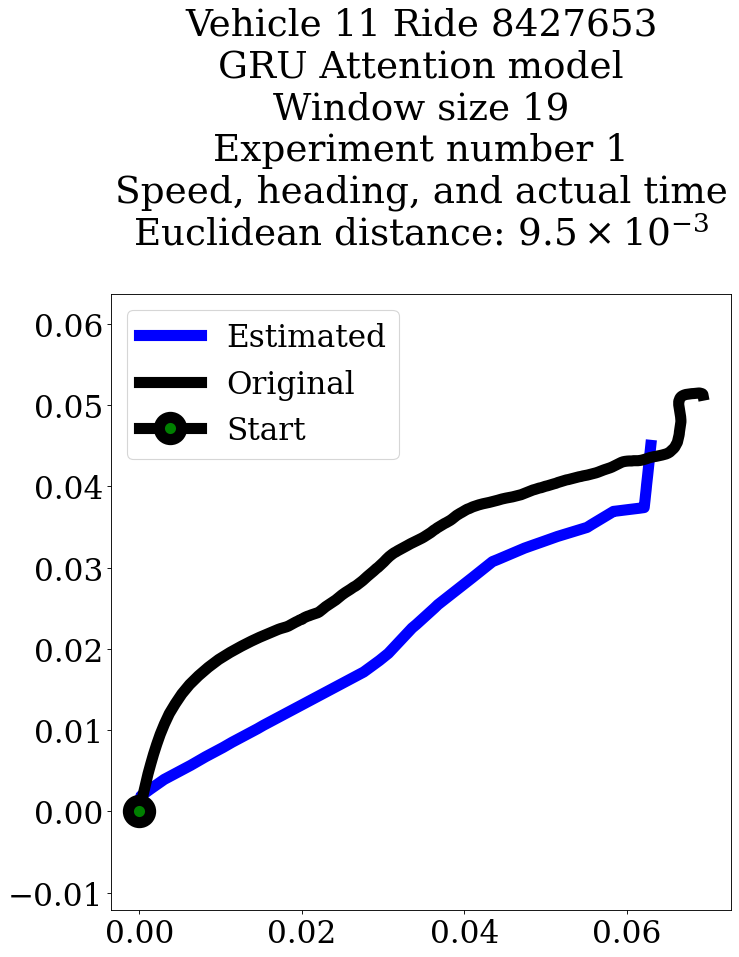 Vehicle 11 Ride 8427653
GRU Attention model
Window size 19
Experiment number 1
Speed, heading, and actual time
Euclidean distance: 9.5 × 10⁻³
Estimated
Original
Start
0.06
0.05
0.04
0.03
0.02
0.01
0.00
−0.01
0.00 0.02 0.04 0.06